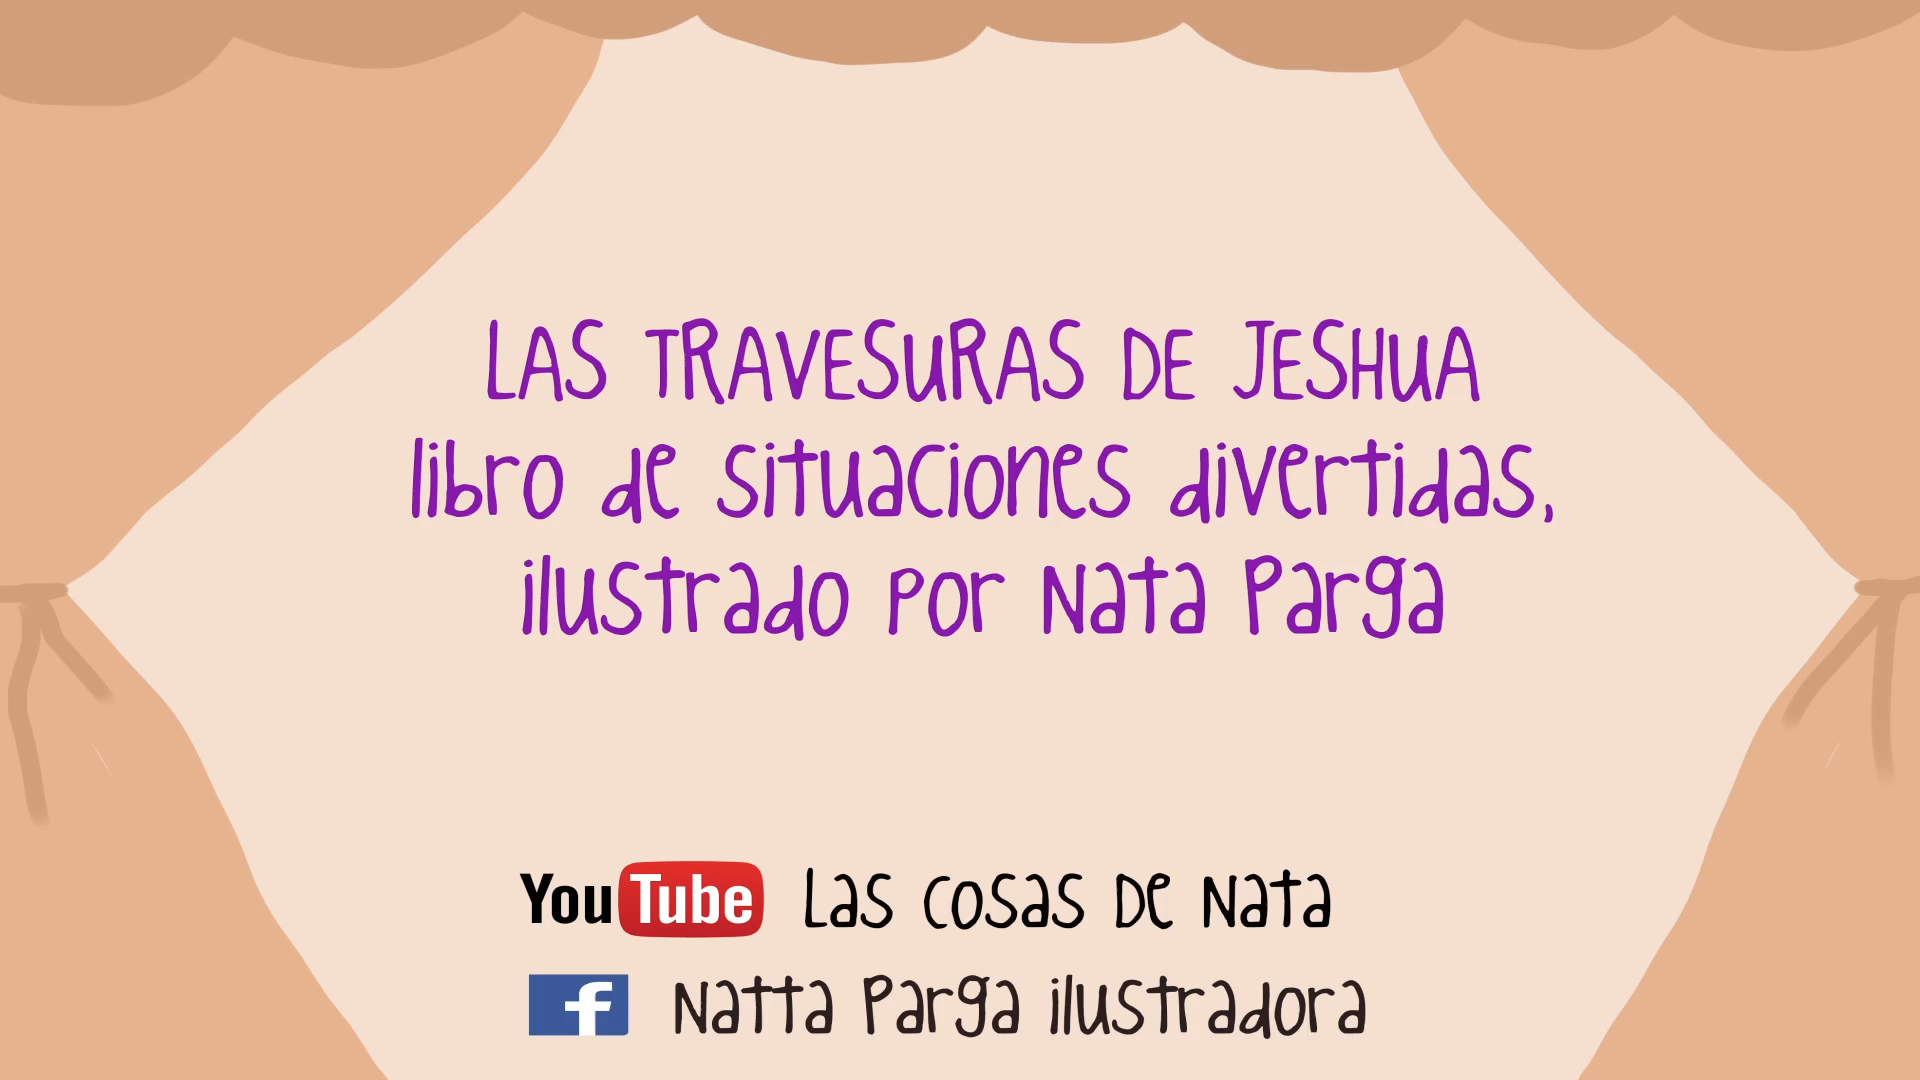 LAS TRAVESURAS DE JESHUA
libro de situaciones divertidas,
ilustrado por Nata Parga
YouTube Las cosas de Nata
f Natta Parga ilustradora